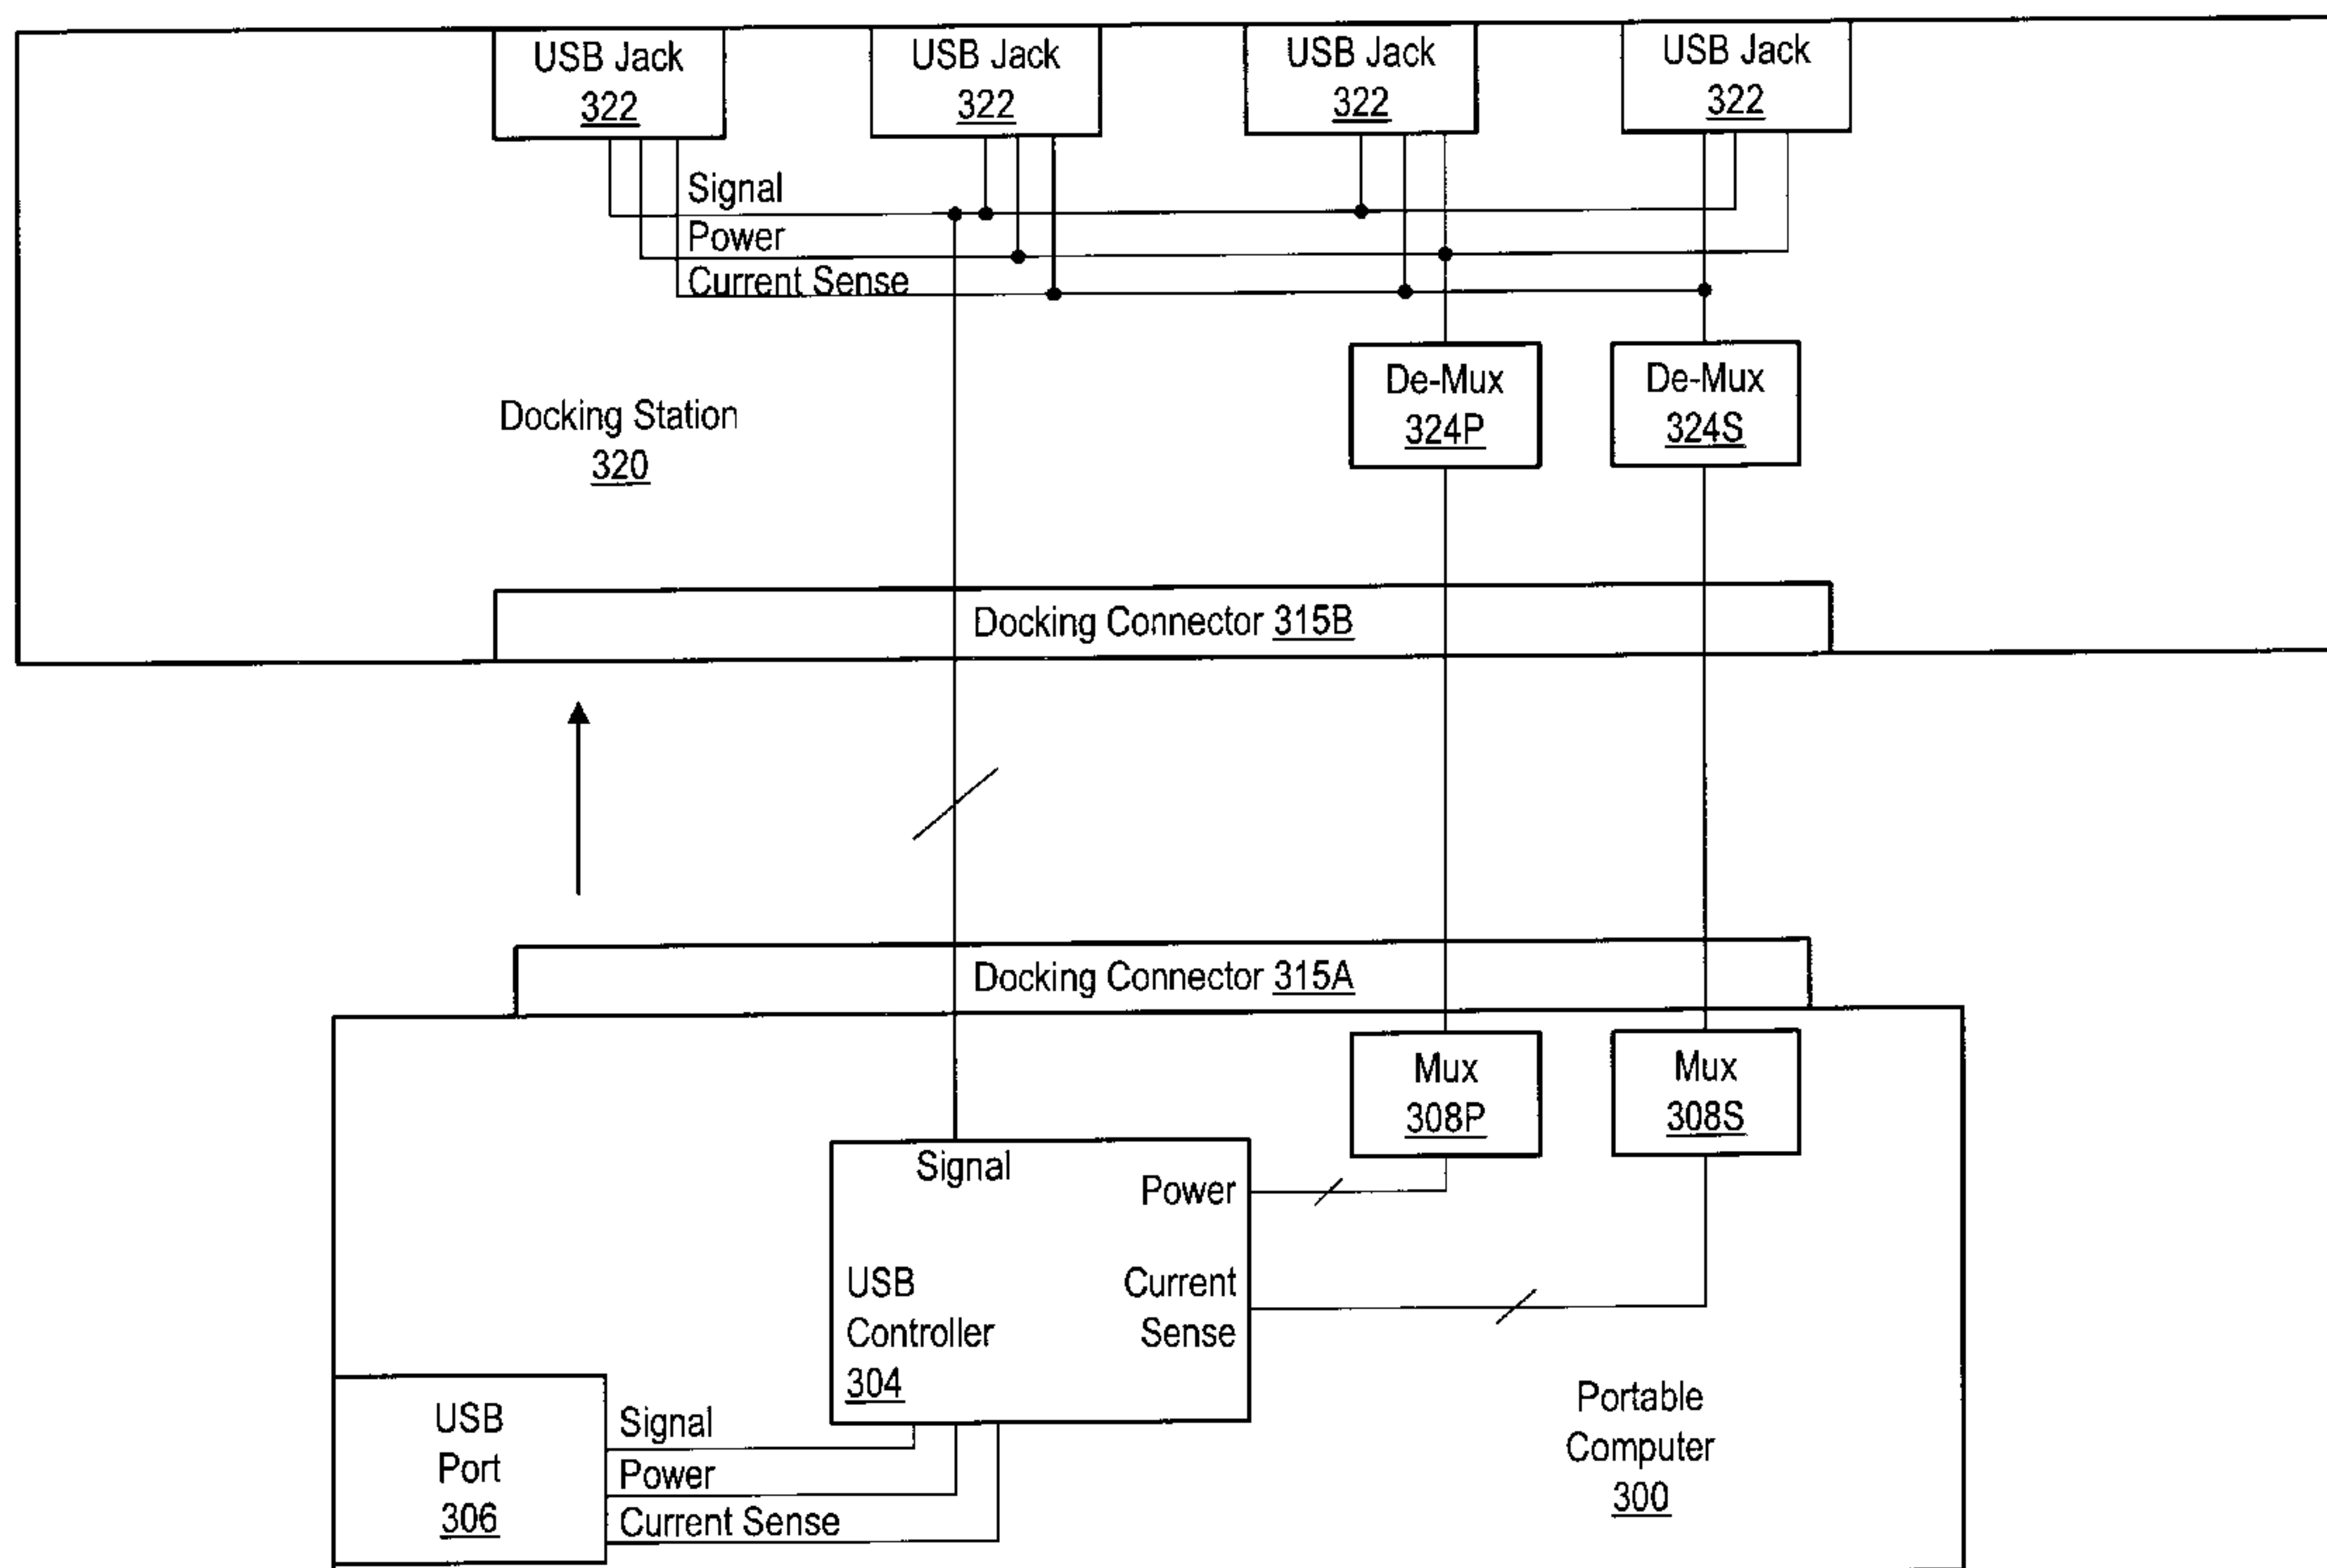 USB Jack
322
USB Jack
322
USB Jack
322
USB Jack
322
Signal
Power
Current Sense
De-Mux
324P
De-Mux
324S
Docking Station
320
Docking Connector 315B
Docking Connector 315A
Mux
308P
Mux
308S
Signal
Power
USB
Controller
304
Current
Sense
USB
Port
306
Signal
Power
Current Sense
Portable
Computer
300